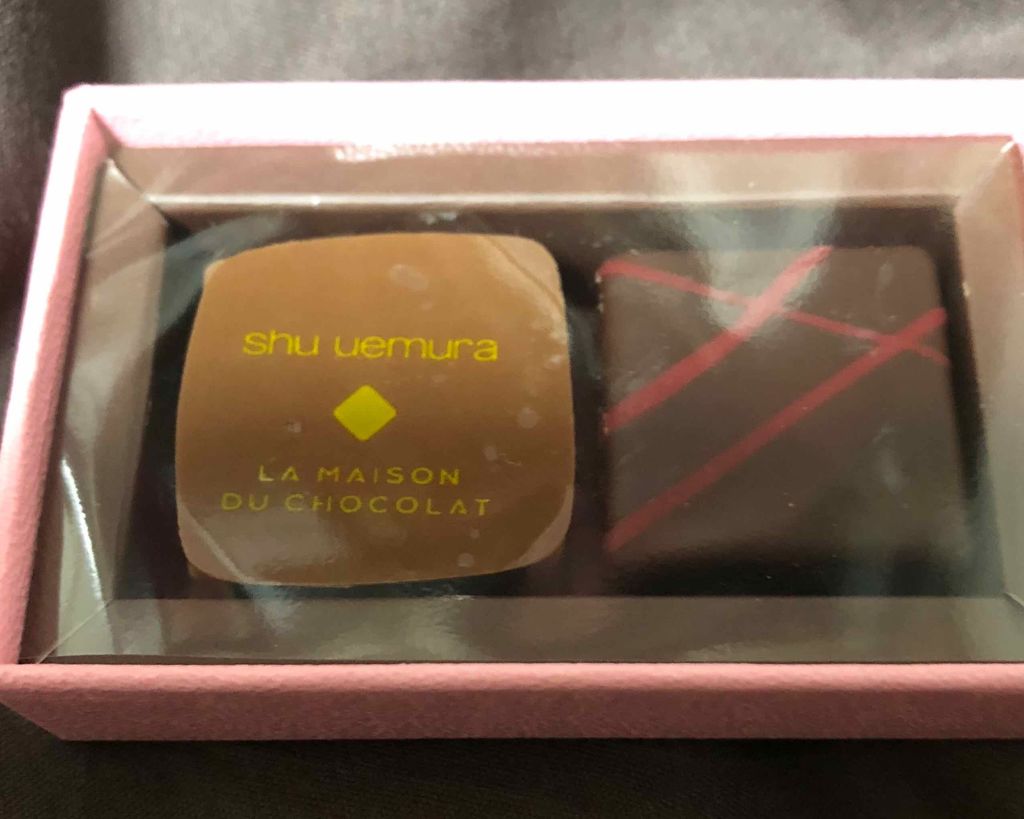 shu uemura
LA MAISON
DU CHOCOLAT